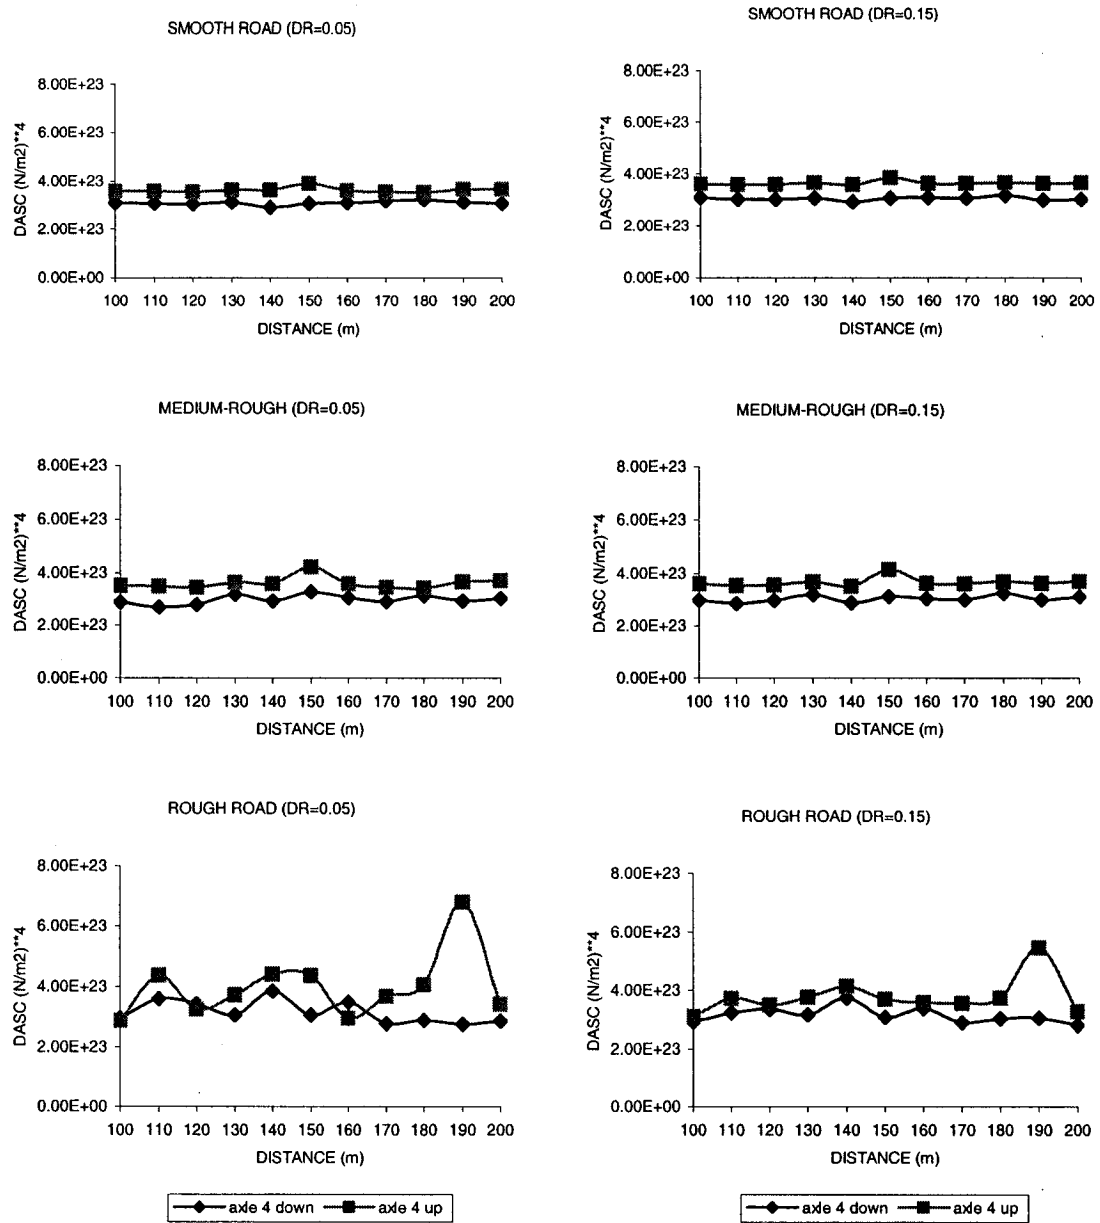 SMOOTH ROAD (DR=0.05)
8.00E+23
6.00E+23
4.00E+23
2.00E+23
0.00E+00
DASC (N/m2)**4
100 110 120 130 140 150 160 170 180 190 200
DISTANCE (m)
SMOOTH ROAD (DR=0.15)
8.00E+23
6.00E+23
4.00E+23
2.00E+23
0.00E+00
DASC (N/m2)**4
100 110 120 130 140 150 160 170 180 190 200
DISTANCE (m)
MEDIUM-ROUGH (DR=0.05)
8.00E+23
6.00E+23
4.00E+23
2.00E+23
0.00E+00
DASC (N/m2)**4
100 110 120 130 140 150 160 170 180 190 200
DISTANCE (m)
MEDIUM-ROUGH (DR=0.15)
8.00E+23
6.00E+23
4.00E+23
2.00E+23
0.00E+00
DASC (N/m2)**4
100 110 120 130 140 150 160 170 180 190 200
DISTANCE (m)
ROUGH ROAD (DR=0.05)
8.00E+23
6.00E+23
4.00E+23
2.00E+23
0.00E+00
DASC (N/m2)**4
100 110 120 130 140 150 160 170 180 190 200
DISTANCE (m)
ROUGH ROAD (DR=0.15)
8.00E+23
6.00E+23
4.00E+23
2.00E+23
0.00E+00
DASC (N/m2)**4
100 110 120 130 140 150 160 170 180 190 200
DISTANCE (m)
axle 4 down axle 4 up
axle 4 down axle 4 up